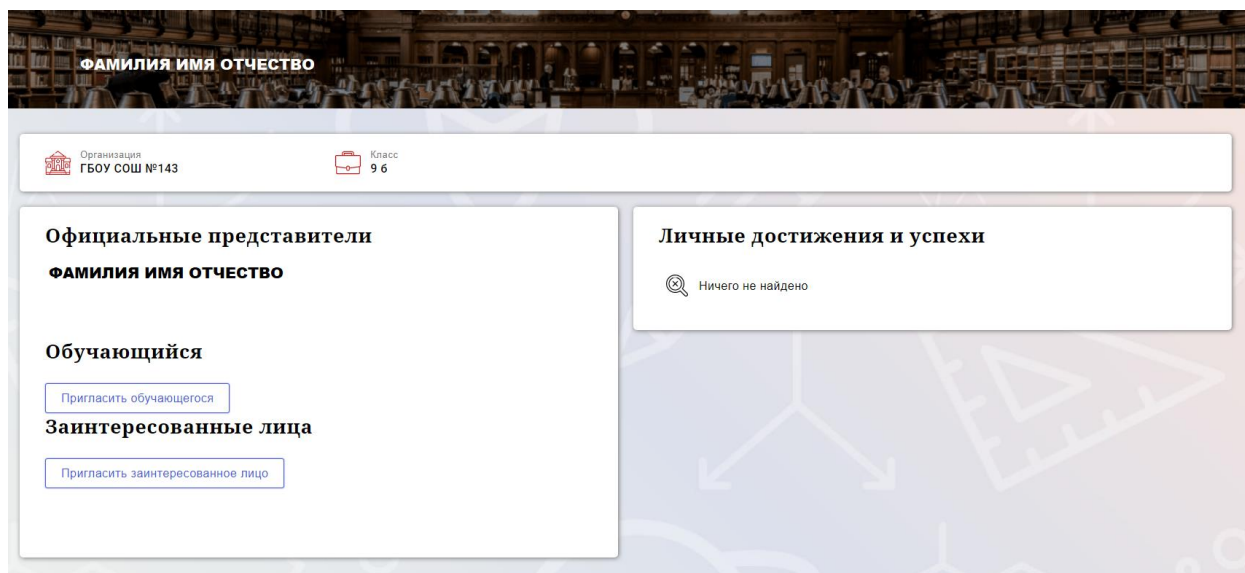 ФАМИЛИЯ ИМЯ ОТЧЕСТВО
Организация
ГБОУ СОШ №143
Класс
9 б
Официальные представители
ФАМИЛИЯ ИМЯ ОТЧЕСТВО
Обучающийся
Пригласить обучающегося
Заинтересованные лица
Пригласить заинтересованное лицо
Личные достижения и успехи
Ничего не найдено